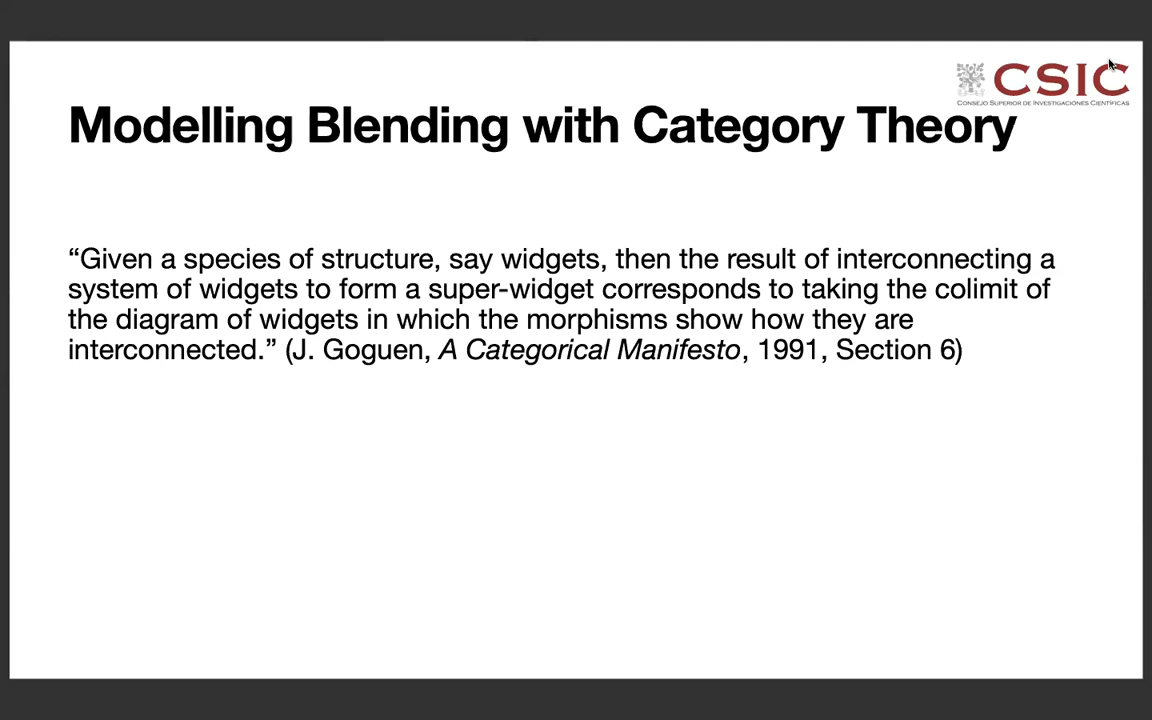 CSIC
CONSEJO SUPERIOR DE INVESTIGACIONES CIENTÍFICAS
Modelling Blending with Category Theory
“Given a species of structure, say widgets, then the result of interconnecting a
system of widgets to form a super-widget corresponds to taking the colimit of
the diagram of widgets in which the morphisms show how they are
interconnected.” (J. Goguen, A Categorical Manifesto, 1991, Section 6)